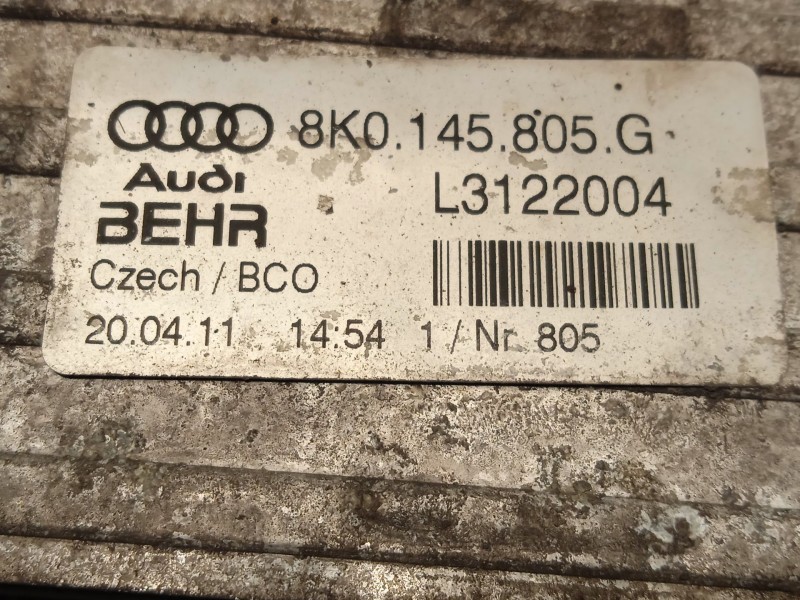 8K0.145.805.G
Audi
L3122004
BEHR
Czech / BCO
20.04.11 14:54 1 / Nr 805